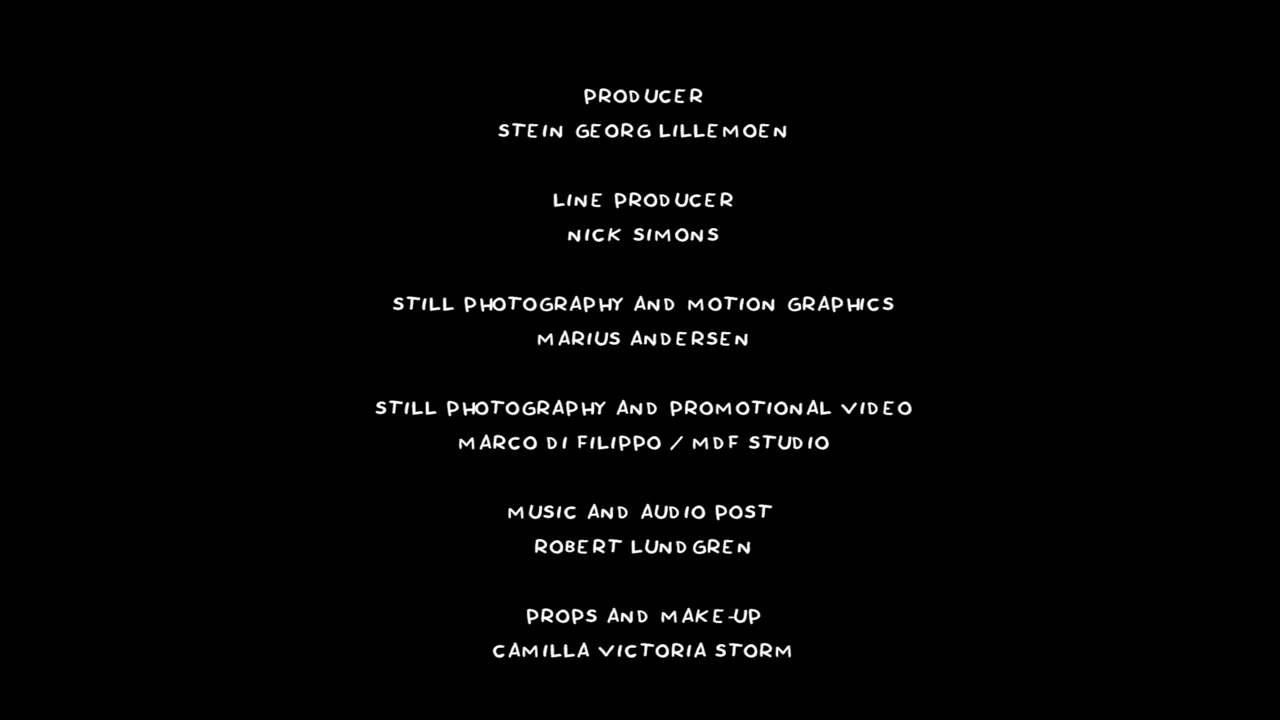 PRODUCER
STEIN GEORG LILLEMOEN
LINE PRODUCER
NICK SIMONS
STILL PHOTOGRAPHY AND MOTION GRAPHICS
MARIUS ANDERSEN
STILL PHOTOGRAPHY AND PROMOTIONAL VIDEO
MARCO DI FILIPPO / MDF STUDIO
MUSIC AND AUDIO POST
ROBERT LUNDGREN
PROPS AND MAKE-UP
CAMILLA VICTORIA STORM